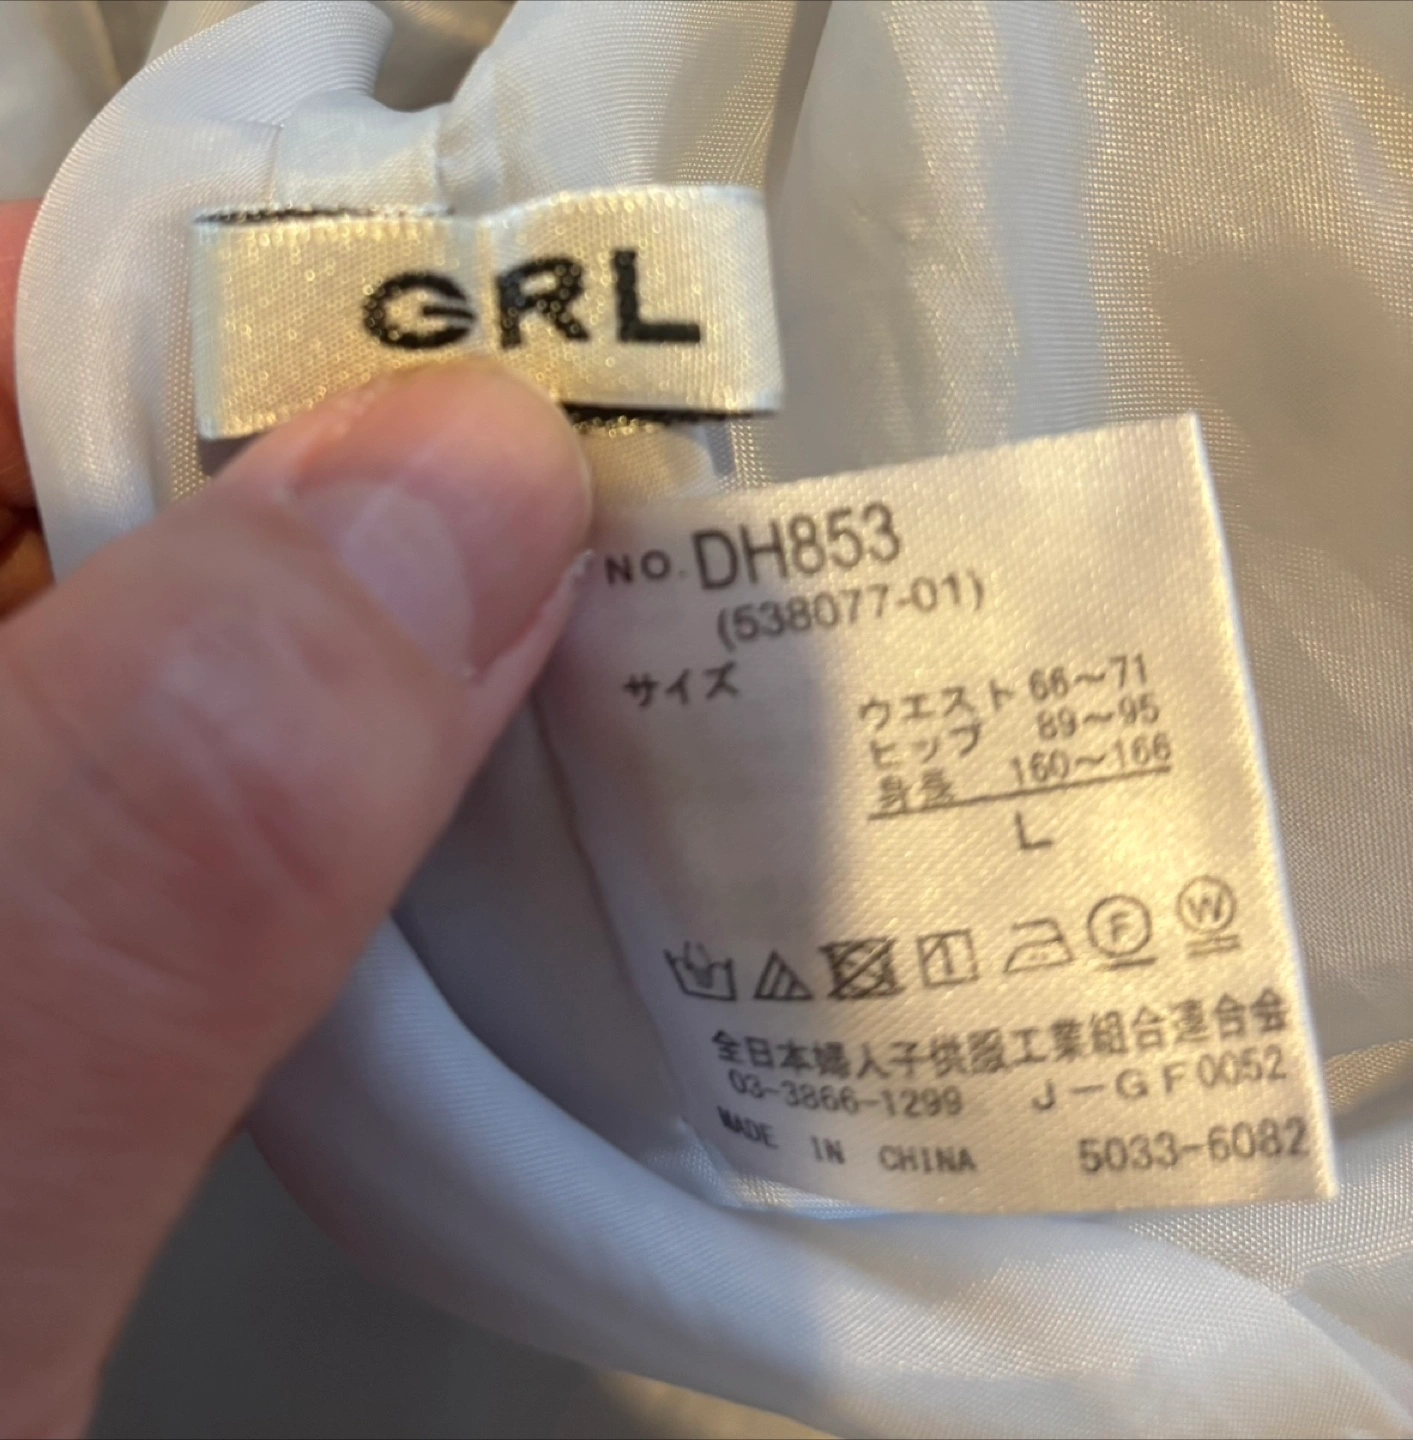 GRL
NO. DH853
(538077-01)
サイズ
ウエスト 66～71
ヒップ 89～95
身長 160～166
L
F W
全日本婦人子供服工業組合連合会
03-3866-1299 J-GF0052
MADE IN CHINA 5033-6082